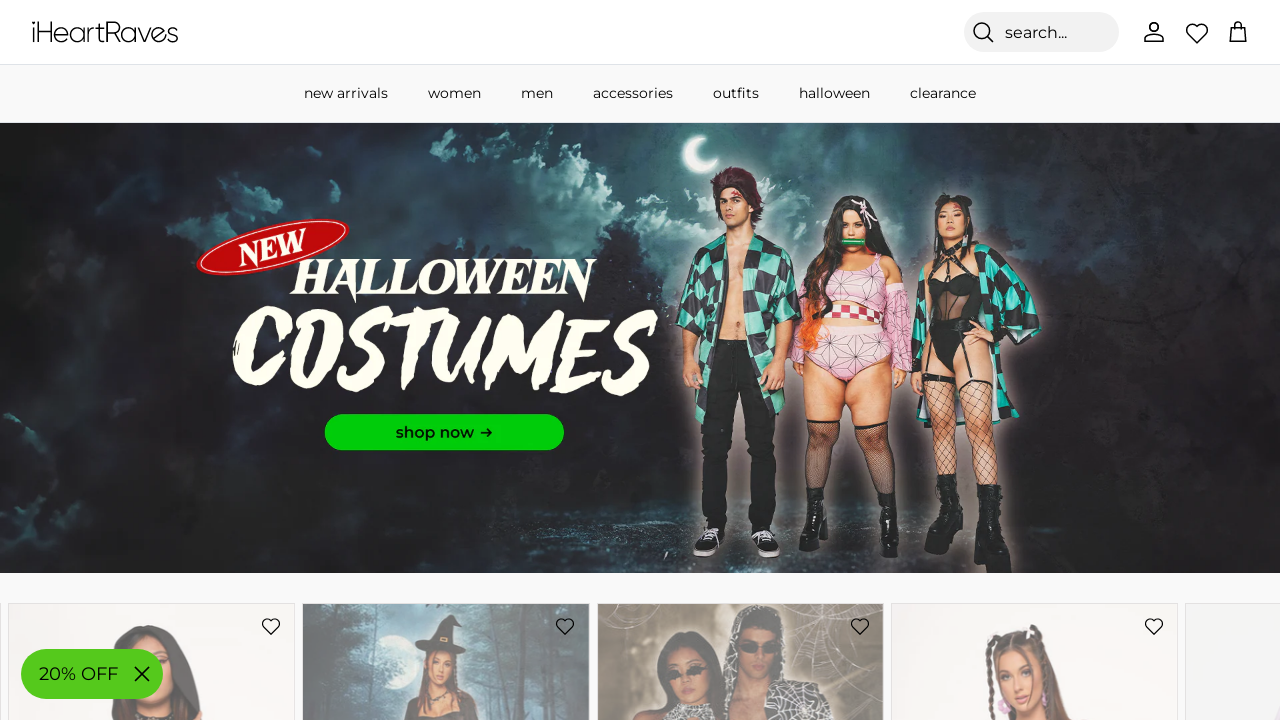 iHeartRaves
search...
new arrivals
women
men
accessories
outfits
halloween
clearance
NEW
HALLOWEEN
COSTUMES
shop now →
20% OFF